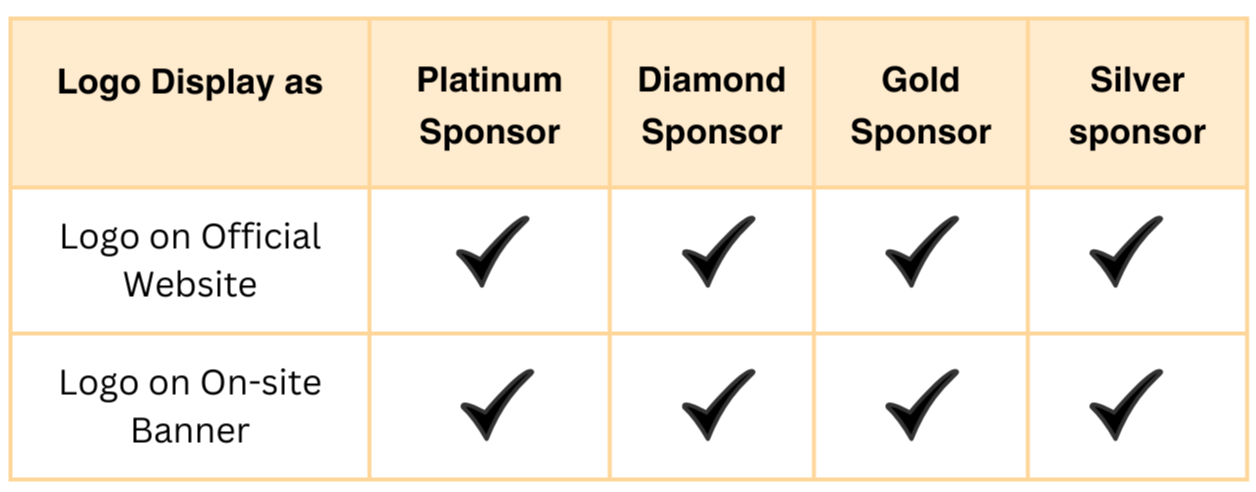 Logo Display as
Platinum
Sponsor
Diamond
Sponsor
Gold
Sponsor
Silver
sponsor
Logo on Official
Website
Logo on On-site
Banner